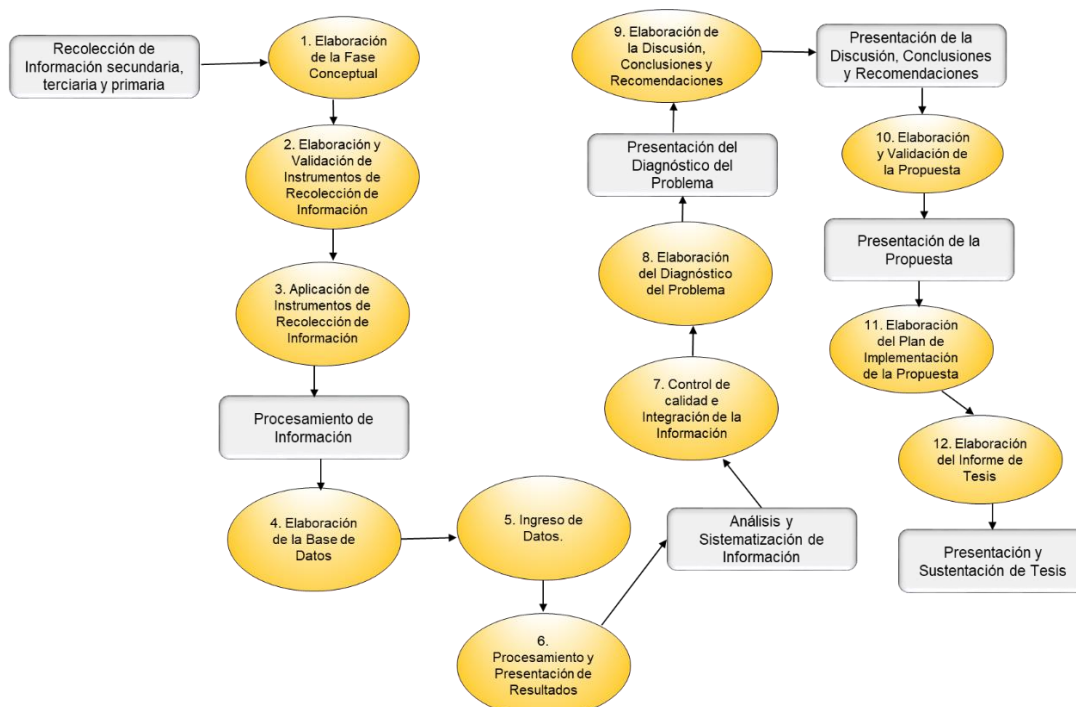 Recolección de
Información secundaria,
terciaria y primaria
1. Elaboración
de la Fase
Conceptual
2. Elaboración y
Validación de
Instrumentos de
Recolección de
Información
3. Aplicación de
Instrumentos de
Recolección de
Información
Procesamiento de
Información
4. Elaboración
de la Base de
Datos
5. Ingreso de
Datos.
6.
Procesamiento y
Presentación de
Resultados
Análisis y
Sistematización de
Información
7. Control de
calidad e
Integración de la
Información
8. Elaboración
del Diagnóstico
del Problema
Presentación del
Diagnóstico del
Problema
9. Elaboración de
la Discusión,
Conclusiones y
Recomendaciones
Presentación de la
Discusión, Conclusiones
y Recomendaciones
10. Elaboración
y Validación de
la Propuesta
Presentación de la
Propuesta
11. Elaboración
del Plan de
Implementación
de la Propuesta
12. Elaboración
del Informe de
Tesis
Presentación y
Sustentación de Tesis